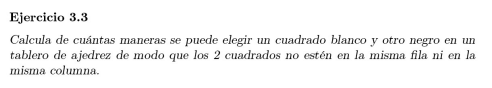 Ejercicio 3.3
Calcula de cuántas maneras se puede elegir un cuadrado blanco y otro negro en un
tablero de ajedrez de modo que los 2 cuadrados no estén en la misma fila ni en la
misma columna.